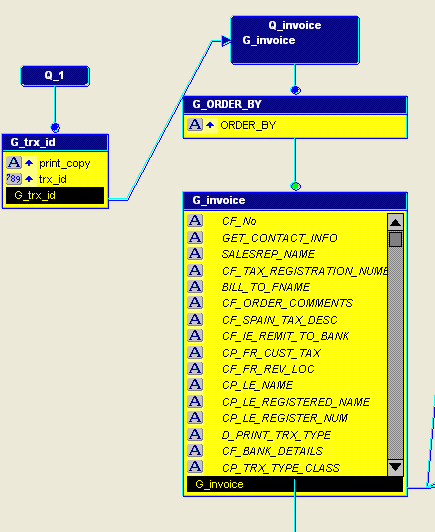 Q_invoice
G_invoice
Q_1
G_ORDER_BY
A ORDER_BY
G_trx_id
A print_copy
?89 trx_id
G_trx_id
G_invoice
A CF_No
A GET_CONTACT_INFO
A SALESREP_NAME
A CF_TAX_REGISTRATION_NUME
A BILL_TO_FNAME
A CF_ORDER_COMMENTS
A CF_SPAIN_TAX_DESC
A CF_IE_REMIT_TO_BANK
A CP_FR_CUST_TAX
A CF_FR_REV_LOC
A CP_LE_NAME
A CP_LE_REGISTERED_NAME
A CP_LE_REGISTER_NUM
A D_PRINT_TRX_TYPE
A CF_BANK_DETAILS
A CP_TRX_TYPE_CLASS
G_invoice